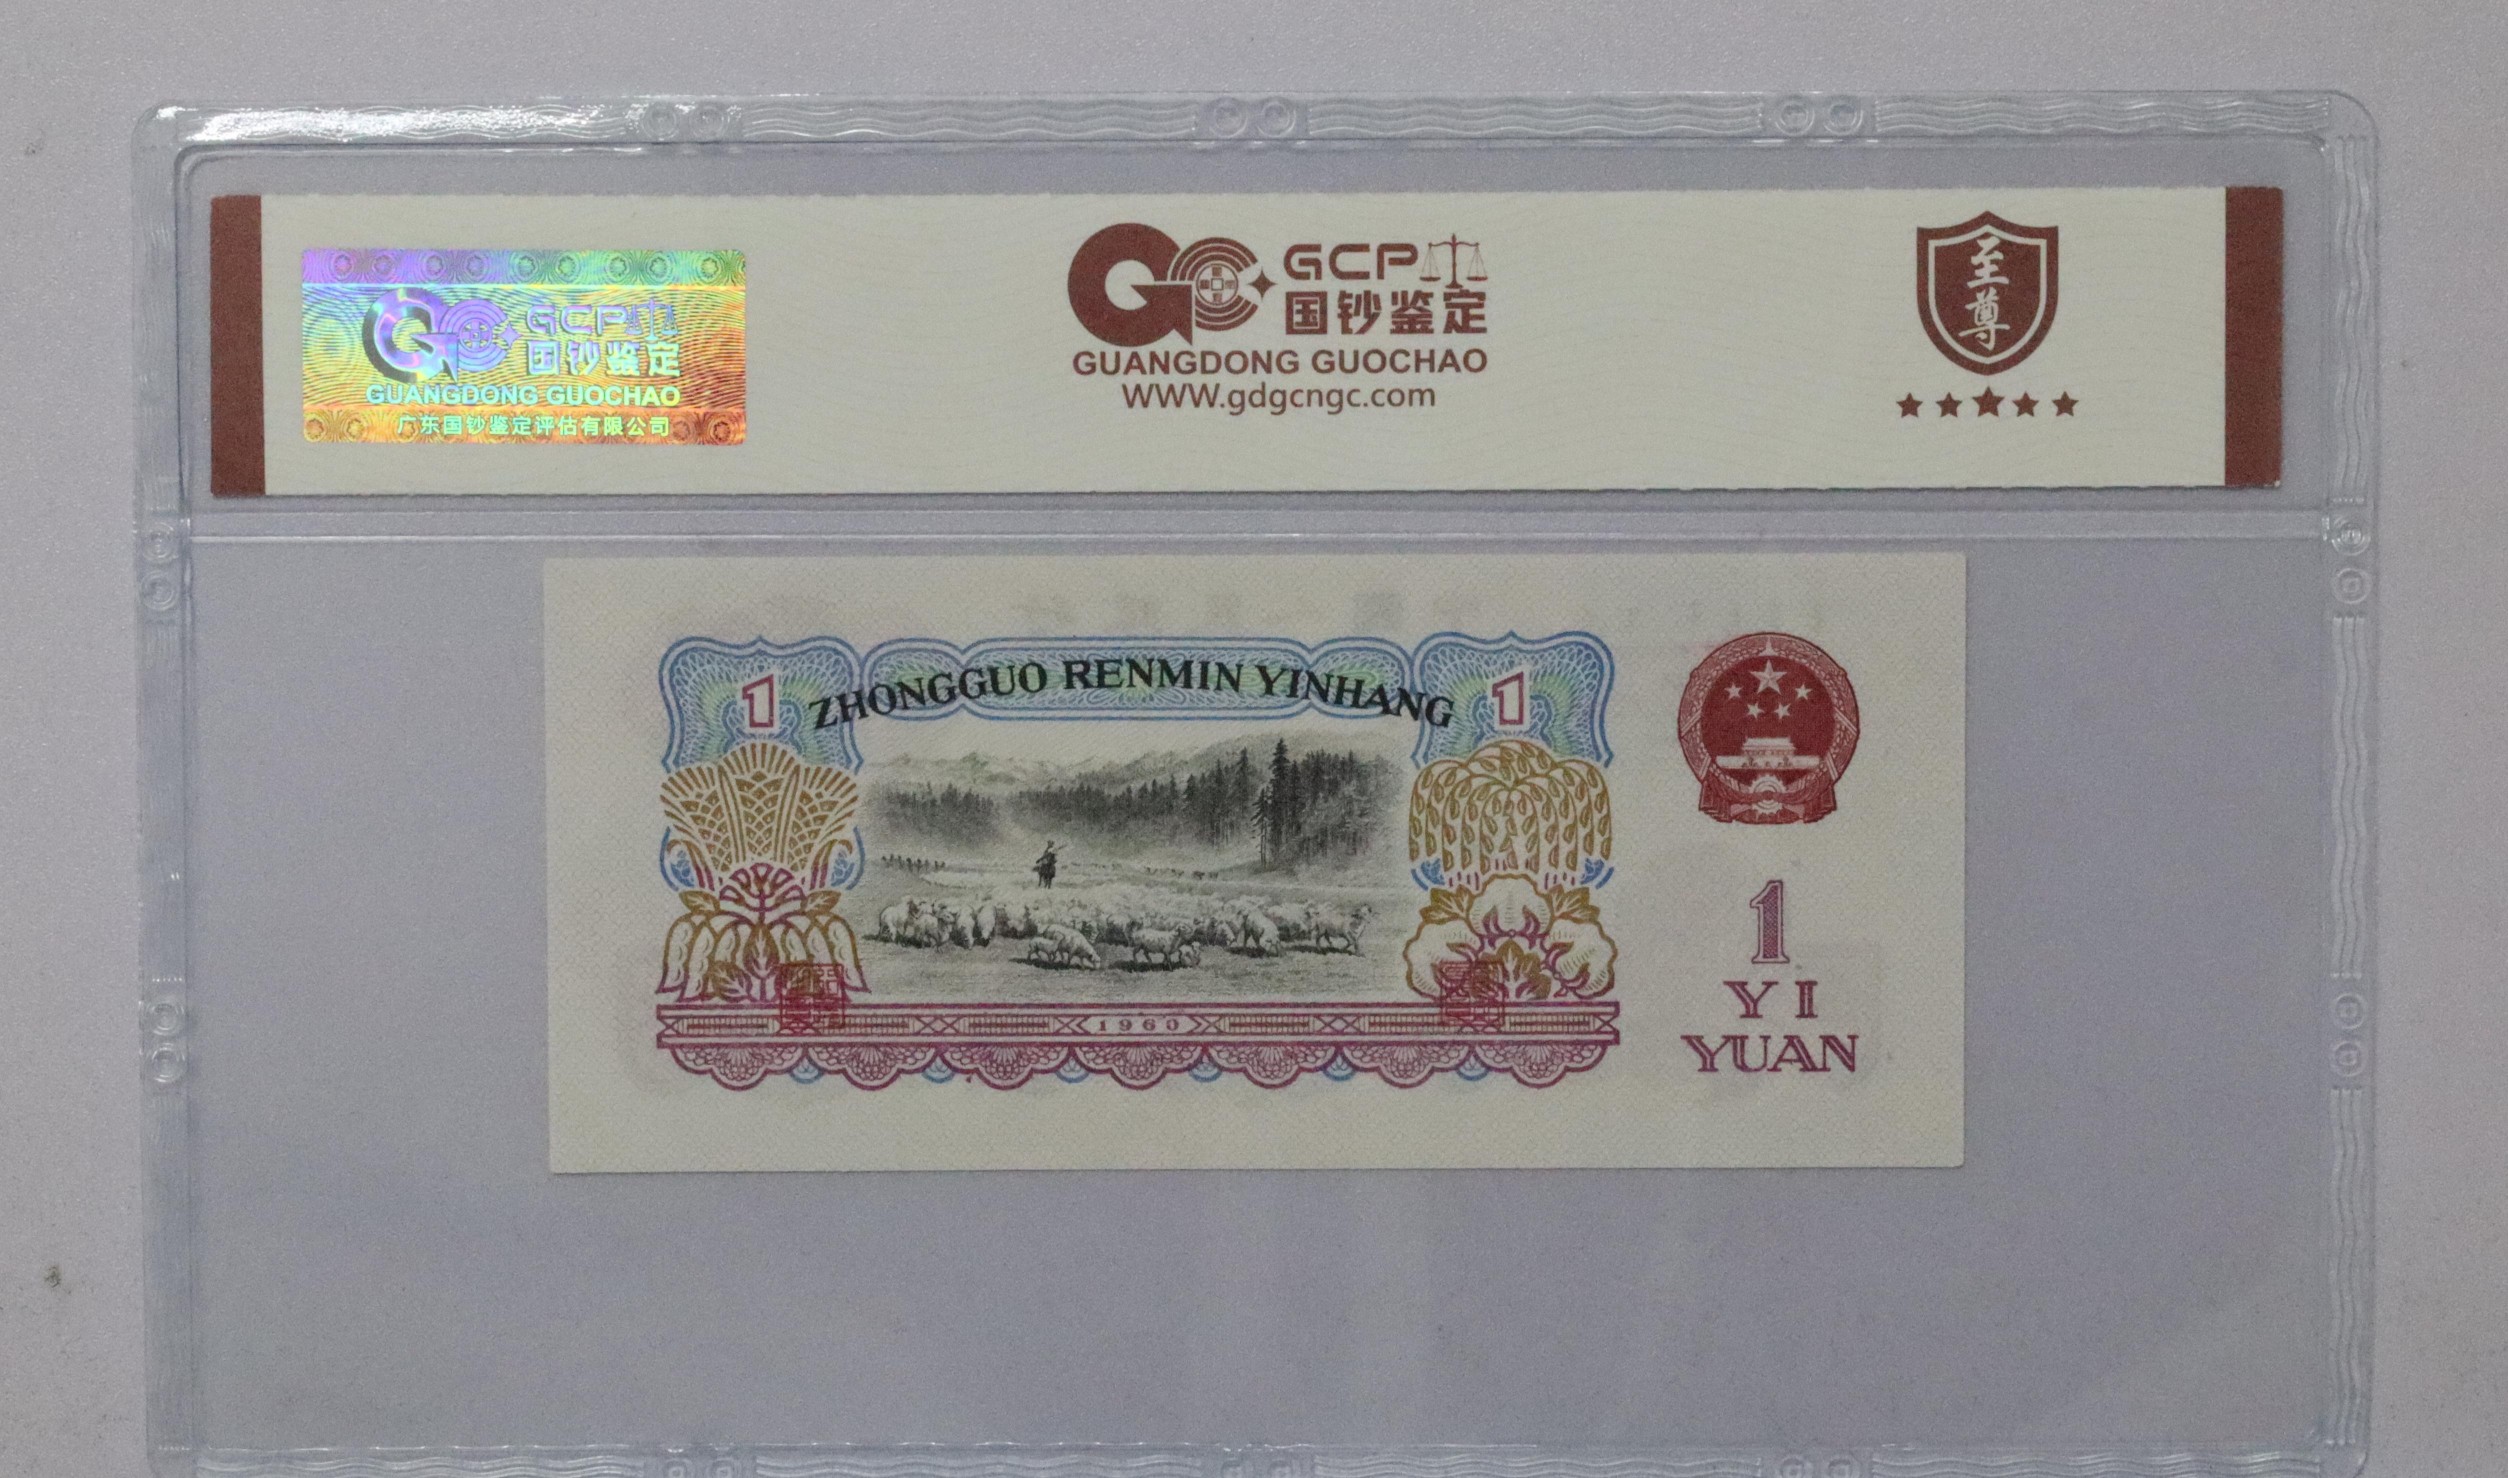 GCP
国钞鉴定
GUANGDONG GUOCHAO
广东国钞鉴定评估有限公司
GCP
国钞鉴定
GUANGDONG GUOCHAO
WWW.gdgcngc.com
至
尊
1 ZHONGGUO RENMIN YINHANG 1
1960
1
YI
YUAN